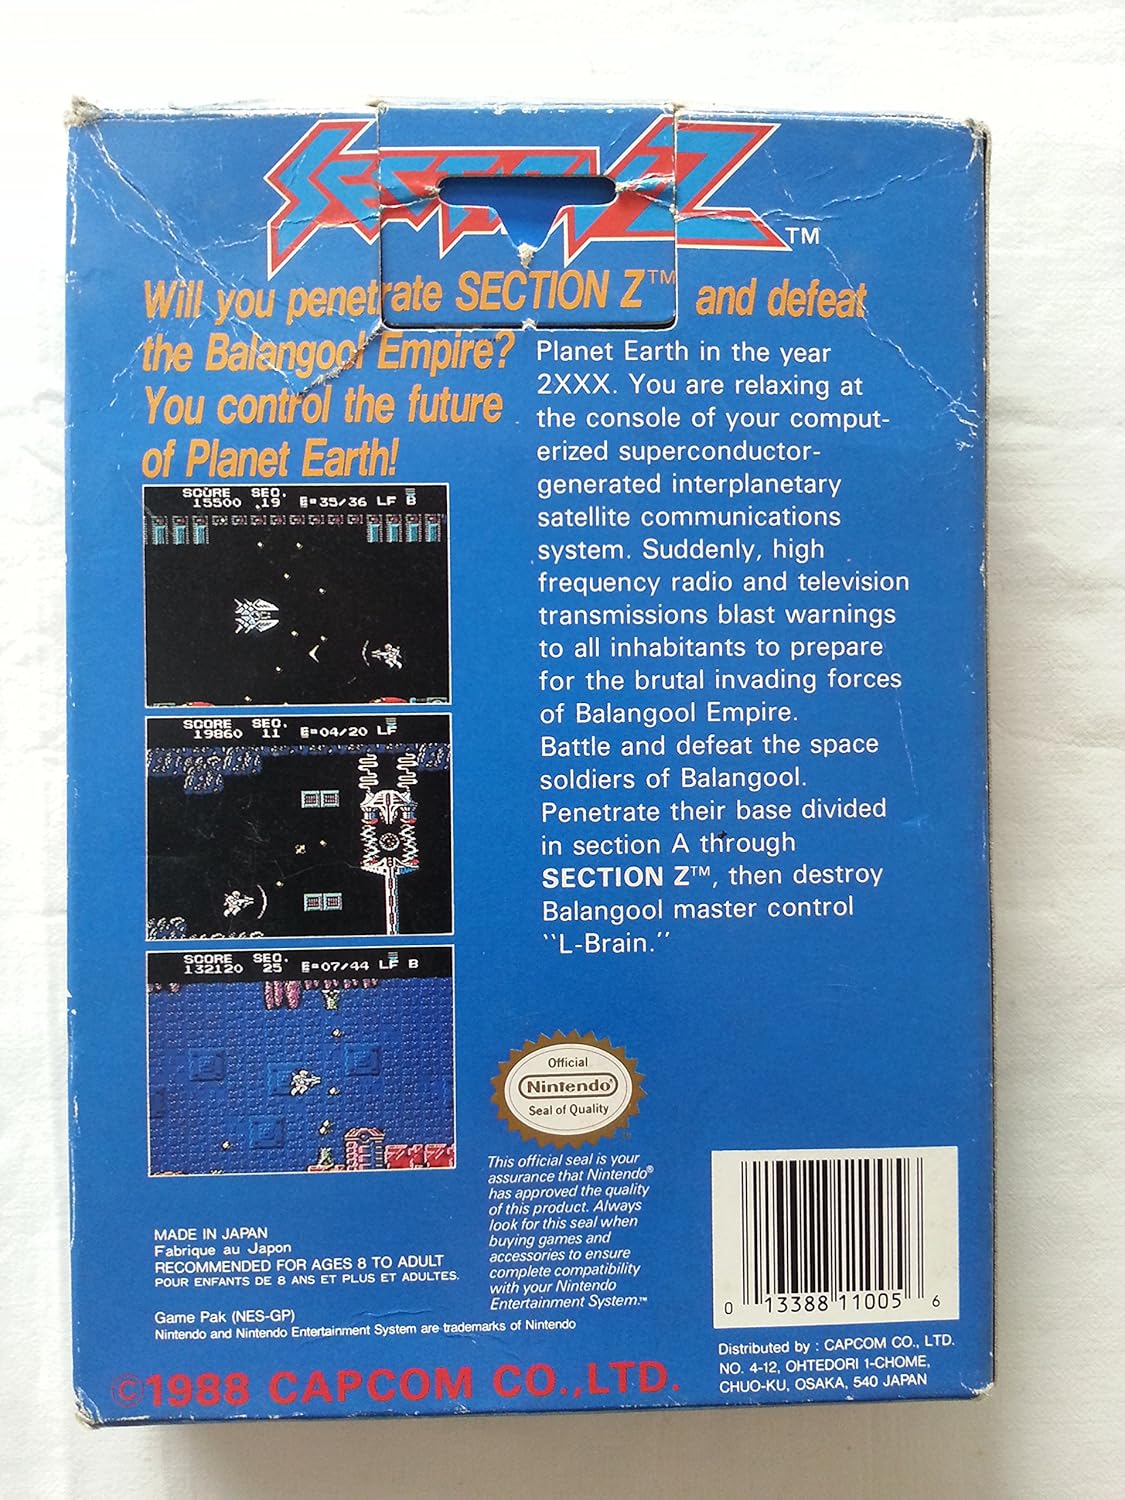 SECTION Z
TM
Will you penetrate SECTION Z™ and defeat
the Balangool Empire?
You control the future
of Planet Earth!
Planet Earth in the year
2XXX. You are relaxing at
the console of your comput-
erized superconductor-
generated interplanetary
satellite communications
system. Suddenly, high
frequency radio and television
transmissions blast warnings
to all inhabitants to prepare
for the brutal invading forces
of Balangool Empire.
Battle and defeat the space
soldiers of Balangool.
Penetrate their base divided
in section A through
SECTION Z™, then destroy
Balangool master control
"L-Brain."
SCORE SEC.
15500 19 E=35/36 LF B
SCORE SEC.
19860 11 E=04/20 LF
SCORE SEC.
132120 25 E=07/44 LF B
Official
Nintendo®
Seal of Quality
TM
This official seal is your
assurance that Nintendo®
has approved the quality
of this product. Always
look for this seal when
buying games and
accessories to ensure
complete compatibility
with your Nintendo
Entertainment System.™
MADE IN JAPAN
Fabrique au Japon
RECOMMENDED FOR AGES 8 TO ADULT
POUR ENFANTS DE 8 ANS ET PLUS ET ADULTES.
Game Pak (NES-GP)
Nintendo and Nintendo Entertainment System are trademarks of Nintendo
©1988 CAPCOM CO.,LTD.
0 13388 11005 6
Distributed by : CAPCOM CO., LTD.
NO. 4-12, OHTEDORI 1-CHOME,
CHUO-KU, OSAKA, 540 JAPAN